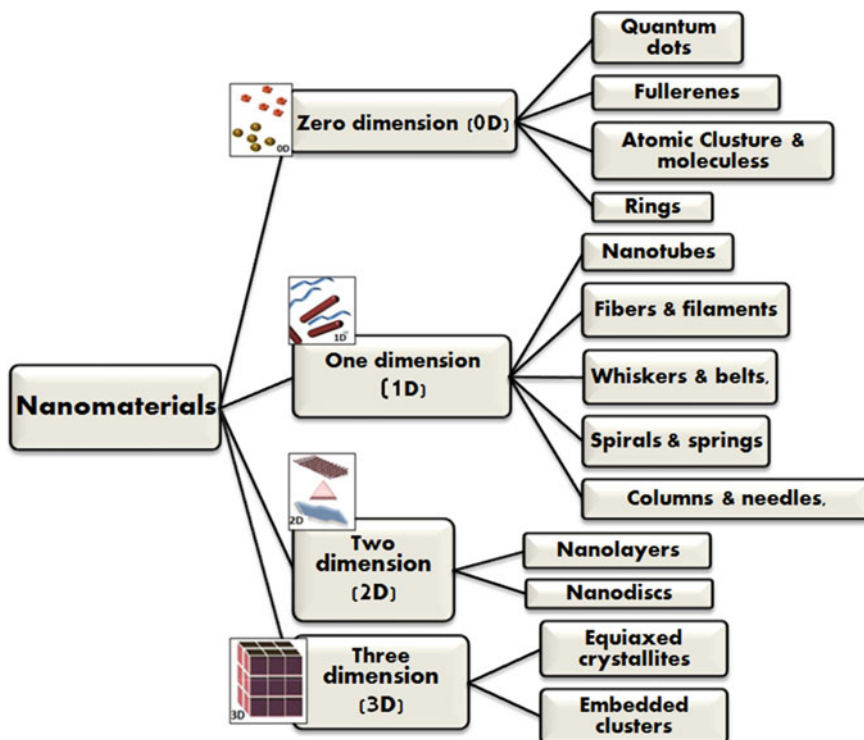 Nanomaterials
0D
Zero dimension (0D)
Quantum
dots
Fullerenes
Atomic Clusture &
moleculess
Rings
1D
One dimension
(1D)
Nanotubes
Fibers & filaments
Whiskers & belts,
Spirals & springs
Columns & needles,
2D
Two
dimension
(2D)
Nanolayers
Nanodiscs
3D
Three
dimension
(3D)
Equiaxed
crystallites
Embedded
clusters